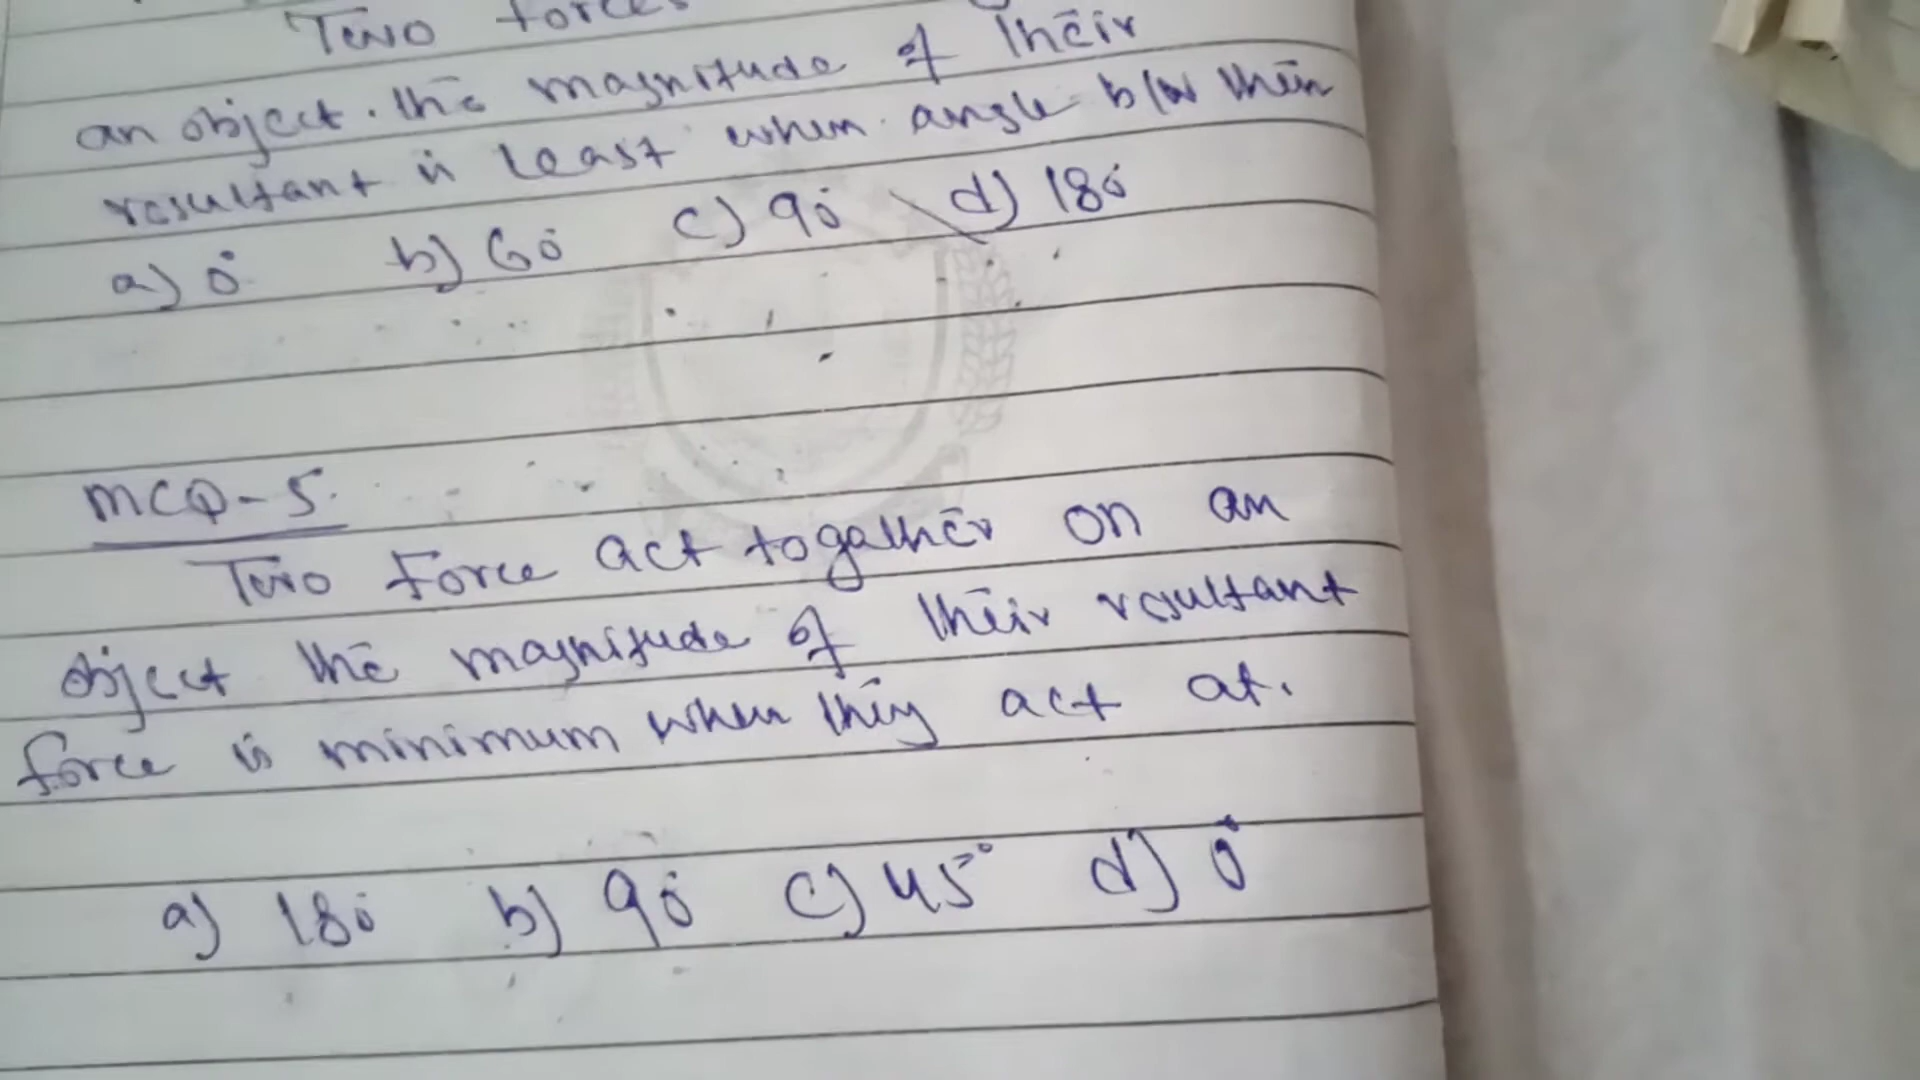 Two forces
an object. the magnitude of their
resultant is least when angle b/w them
a) 0° b) 60° c) 90° d) 180°
MCQ-5.
Two Force act togather on an
object the magnitude of their resultant
force is minimum when they act at.
a) 180° b) 90° c) 45° d) 0°